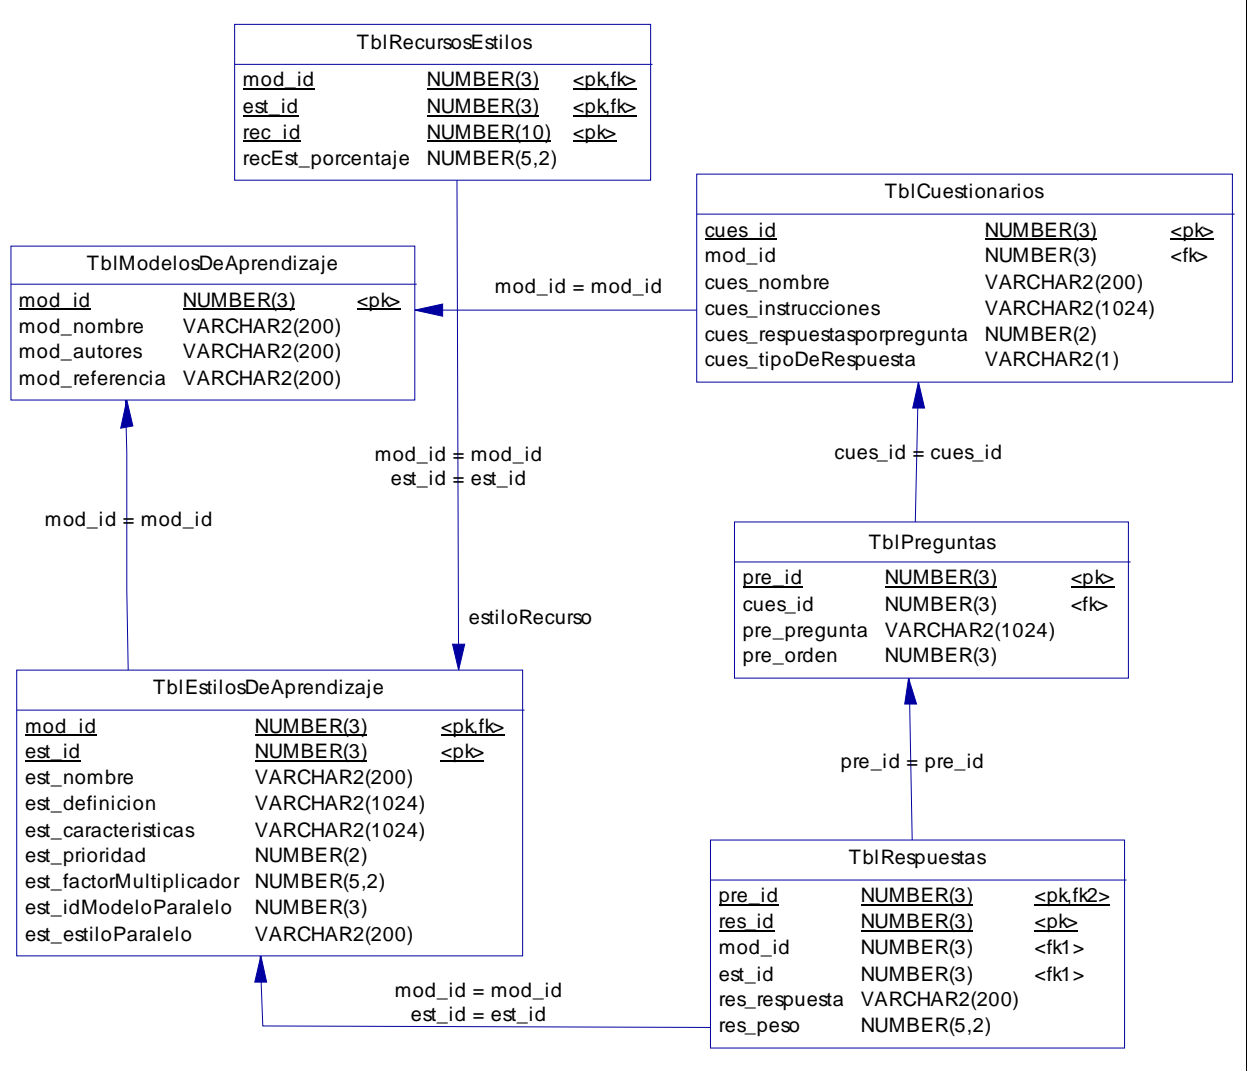 TblRecursosEstilos
mod_id NUMBER(3) <pk,fk>
est_id NUMBER(3) <pk,fk>
rec_id NUMBER(10) <pk>
recEst_porcentaje NUMBER(5,2)
TblCuestionarios
cues_id NUMBER(3) <pk>
mod_id NUMBER(3) <fk>
cues_nombre VARCHAR2(200)
cues_instrucciones VARCHAR2(1024)
cues_respuestasporpregunta NUMBER(2)
cues_tipoDeRespuesta VARCHAR2(1)
TblModelosDeAprendizaje
mod_id NUMBER(3) <pk>
mod_nombre VARCHAR2(200)
mod_autores VARCHAR2(200)
mod_referencia VARCHAR2(200)
mod_id = mod_id
mod_id = mod_id
est_id = est_id
cues_id = cues_id
mod_id = mod_id
TblPreguntas
pre_id NUMBER(3) <pk>
cues_id NUMBER(3) <fk>
pre_pregunta VARCHAR2(1024)
pre_orden NUMBER(3)
estiloRecurso
TblEstilosDeAprendizaje
mod_id NUMBER(3) <pk,fk>
est_id NUMBER(3) <pk>
est_nombre VARCHAR2(200)
est_definicion VARCHAR2(1024)
est_caracteristicas VARCHAR2(1024)
est_prioridad NUMBER(2)
est_factorMultiplicador NUMBER(5,2)
est_idModeloParalelo NUMBER(3)
est_estiloParalelo VARCHAR2(200)
pre_id = pre_id
TblRespuestas
pre_id NUMBER(3) <pk,fk2>
res_id NUMBER(3) <pk>
mod_id NUMBER(3) <fk1>
est_id NUMBER(3) <fk1>
res_respuesta VARCHAR2(200)
res_peso NUMBER(5,2)
mod_id = mod_id
est_id = est_id